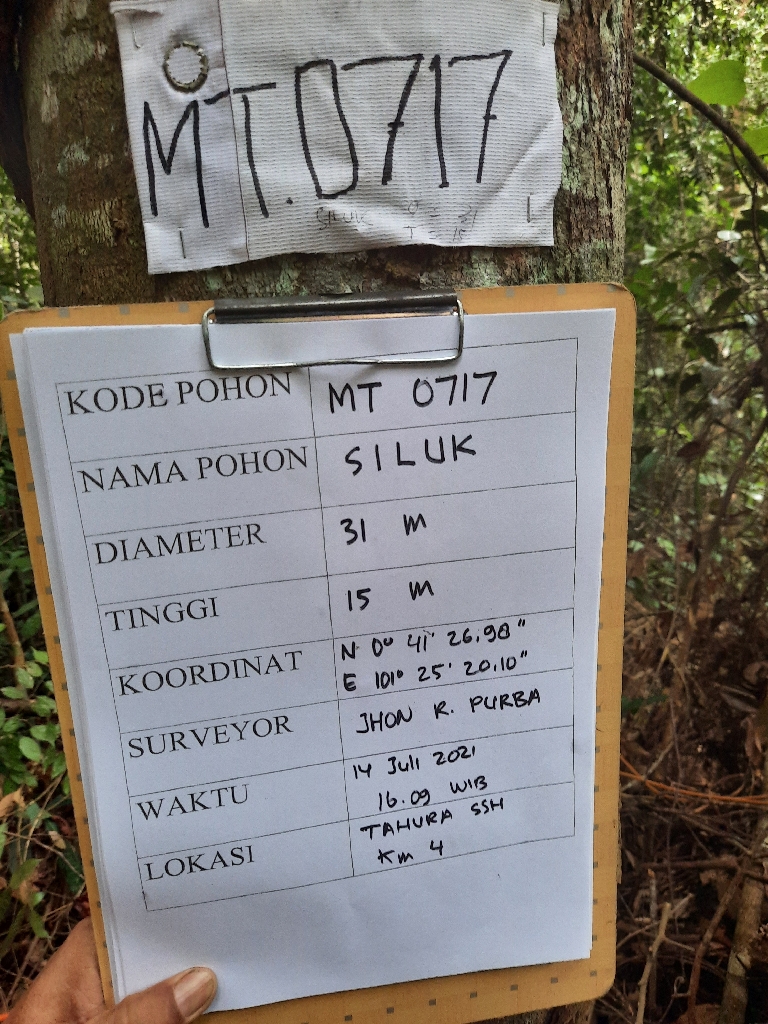 MT.0717
SILUK
KODE POHON MT 0717
NAMA POHON SILUK
DIAMETER 31 m
TINGGI 15 m
KOORDINAT N 0° 41' 26.98"
E 101° 25' 20.10"
SURVEYOR JHON R. PURBA
WAKTU 14 Juli 2021
16.09 WIB
LOKASI TAHURA SSH
Km 4